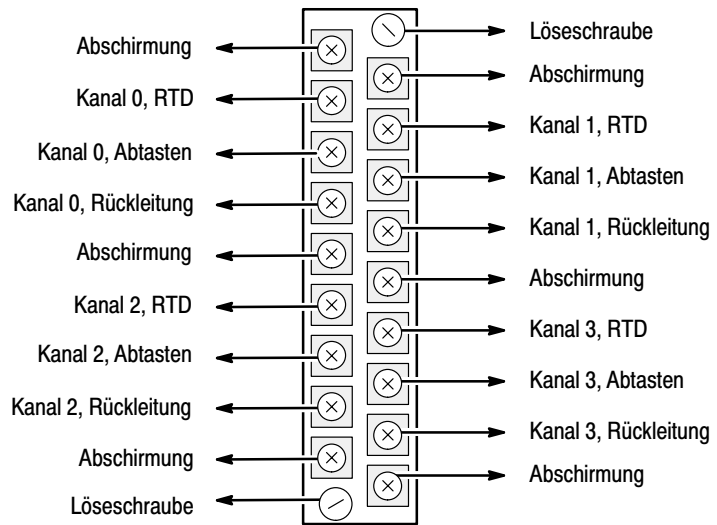 Abschirmung
Kanal 0, RTD
Kanal 0, Abtasten
Kanal 0, Rückleitung
Abschirmung
Kanal 2, RTD
Kanal 2, Abtasten
Kanal 2, Rückleitung
Abschirmung
Löseschraube
Löseschraube
Abschirmung
Kanal 1, RTD
Kanal 1, Abtasten
Kanal 1, Rückleitung
Abschirmung
Kanal 3, RTD
Kanal 3, Abtasten
Kanal 3, Rückleitung
Abschirmung